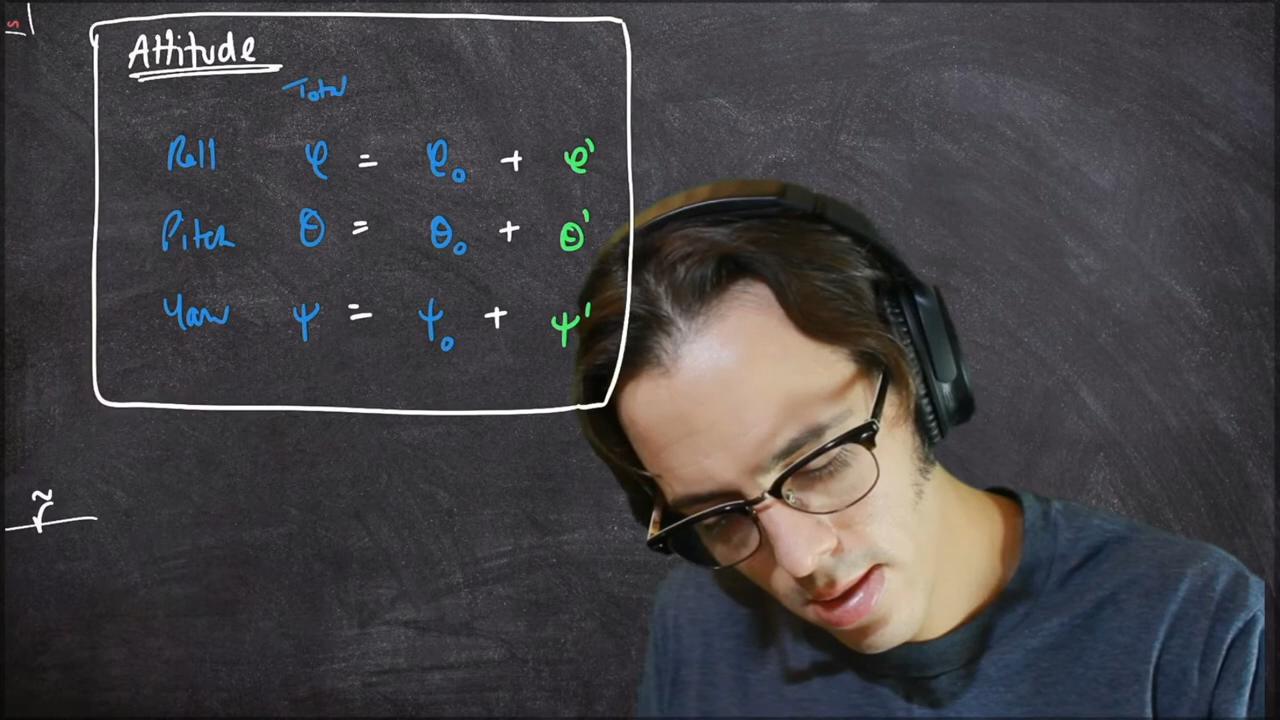 s
Attitude
Total
Roll φ = φ₀ + φ'
Pitch θ = θ₀ + θ'
Yaw ψ = ψ₀ + ψ'
r̃